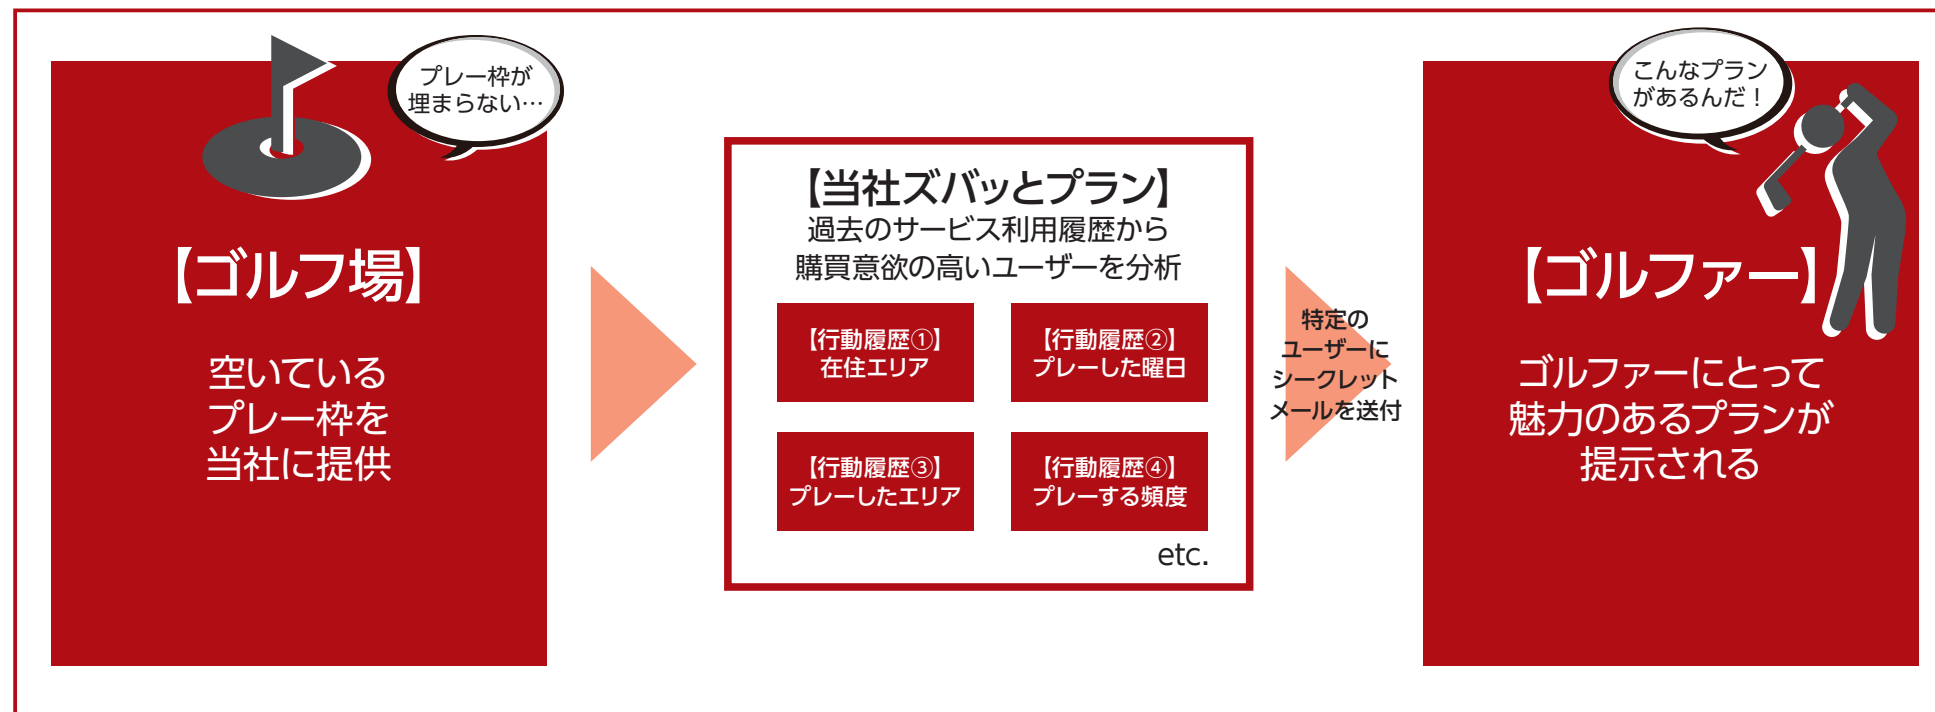 プレー枠が
埋まらない…
【ゴルフ場】
空いている
プレー枠を
当社に提供
【当社ズバッとプラン】
過去のサービス利用履歴から
購買意欲の高いユーザーを分析
【行動履歴①】
在住エリア
【行動履歴②】
プレーした曜日
【行動履歴③】
プレーしたエリア
【行動履歴④】
プレーする頻度
etc.
特定の
ユーザーに
シークレット
メールを送付
こんなプラン
があるんだ！
【ゴルファー】
ゴルファーにとって
魅力のあるプランが
提示される